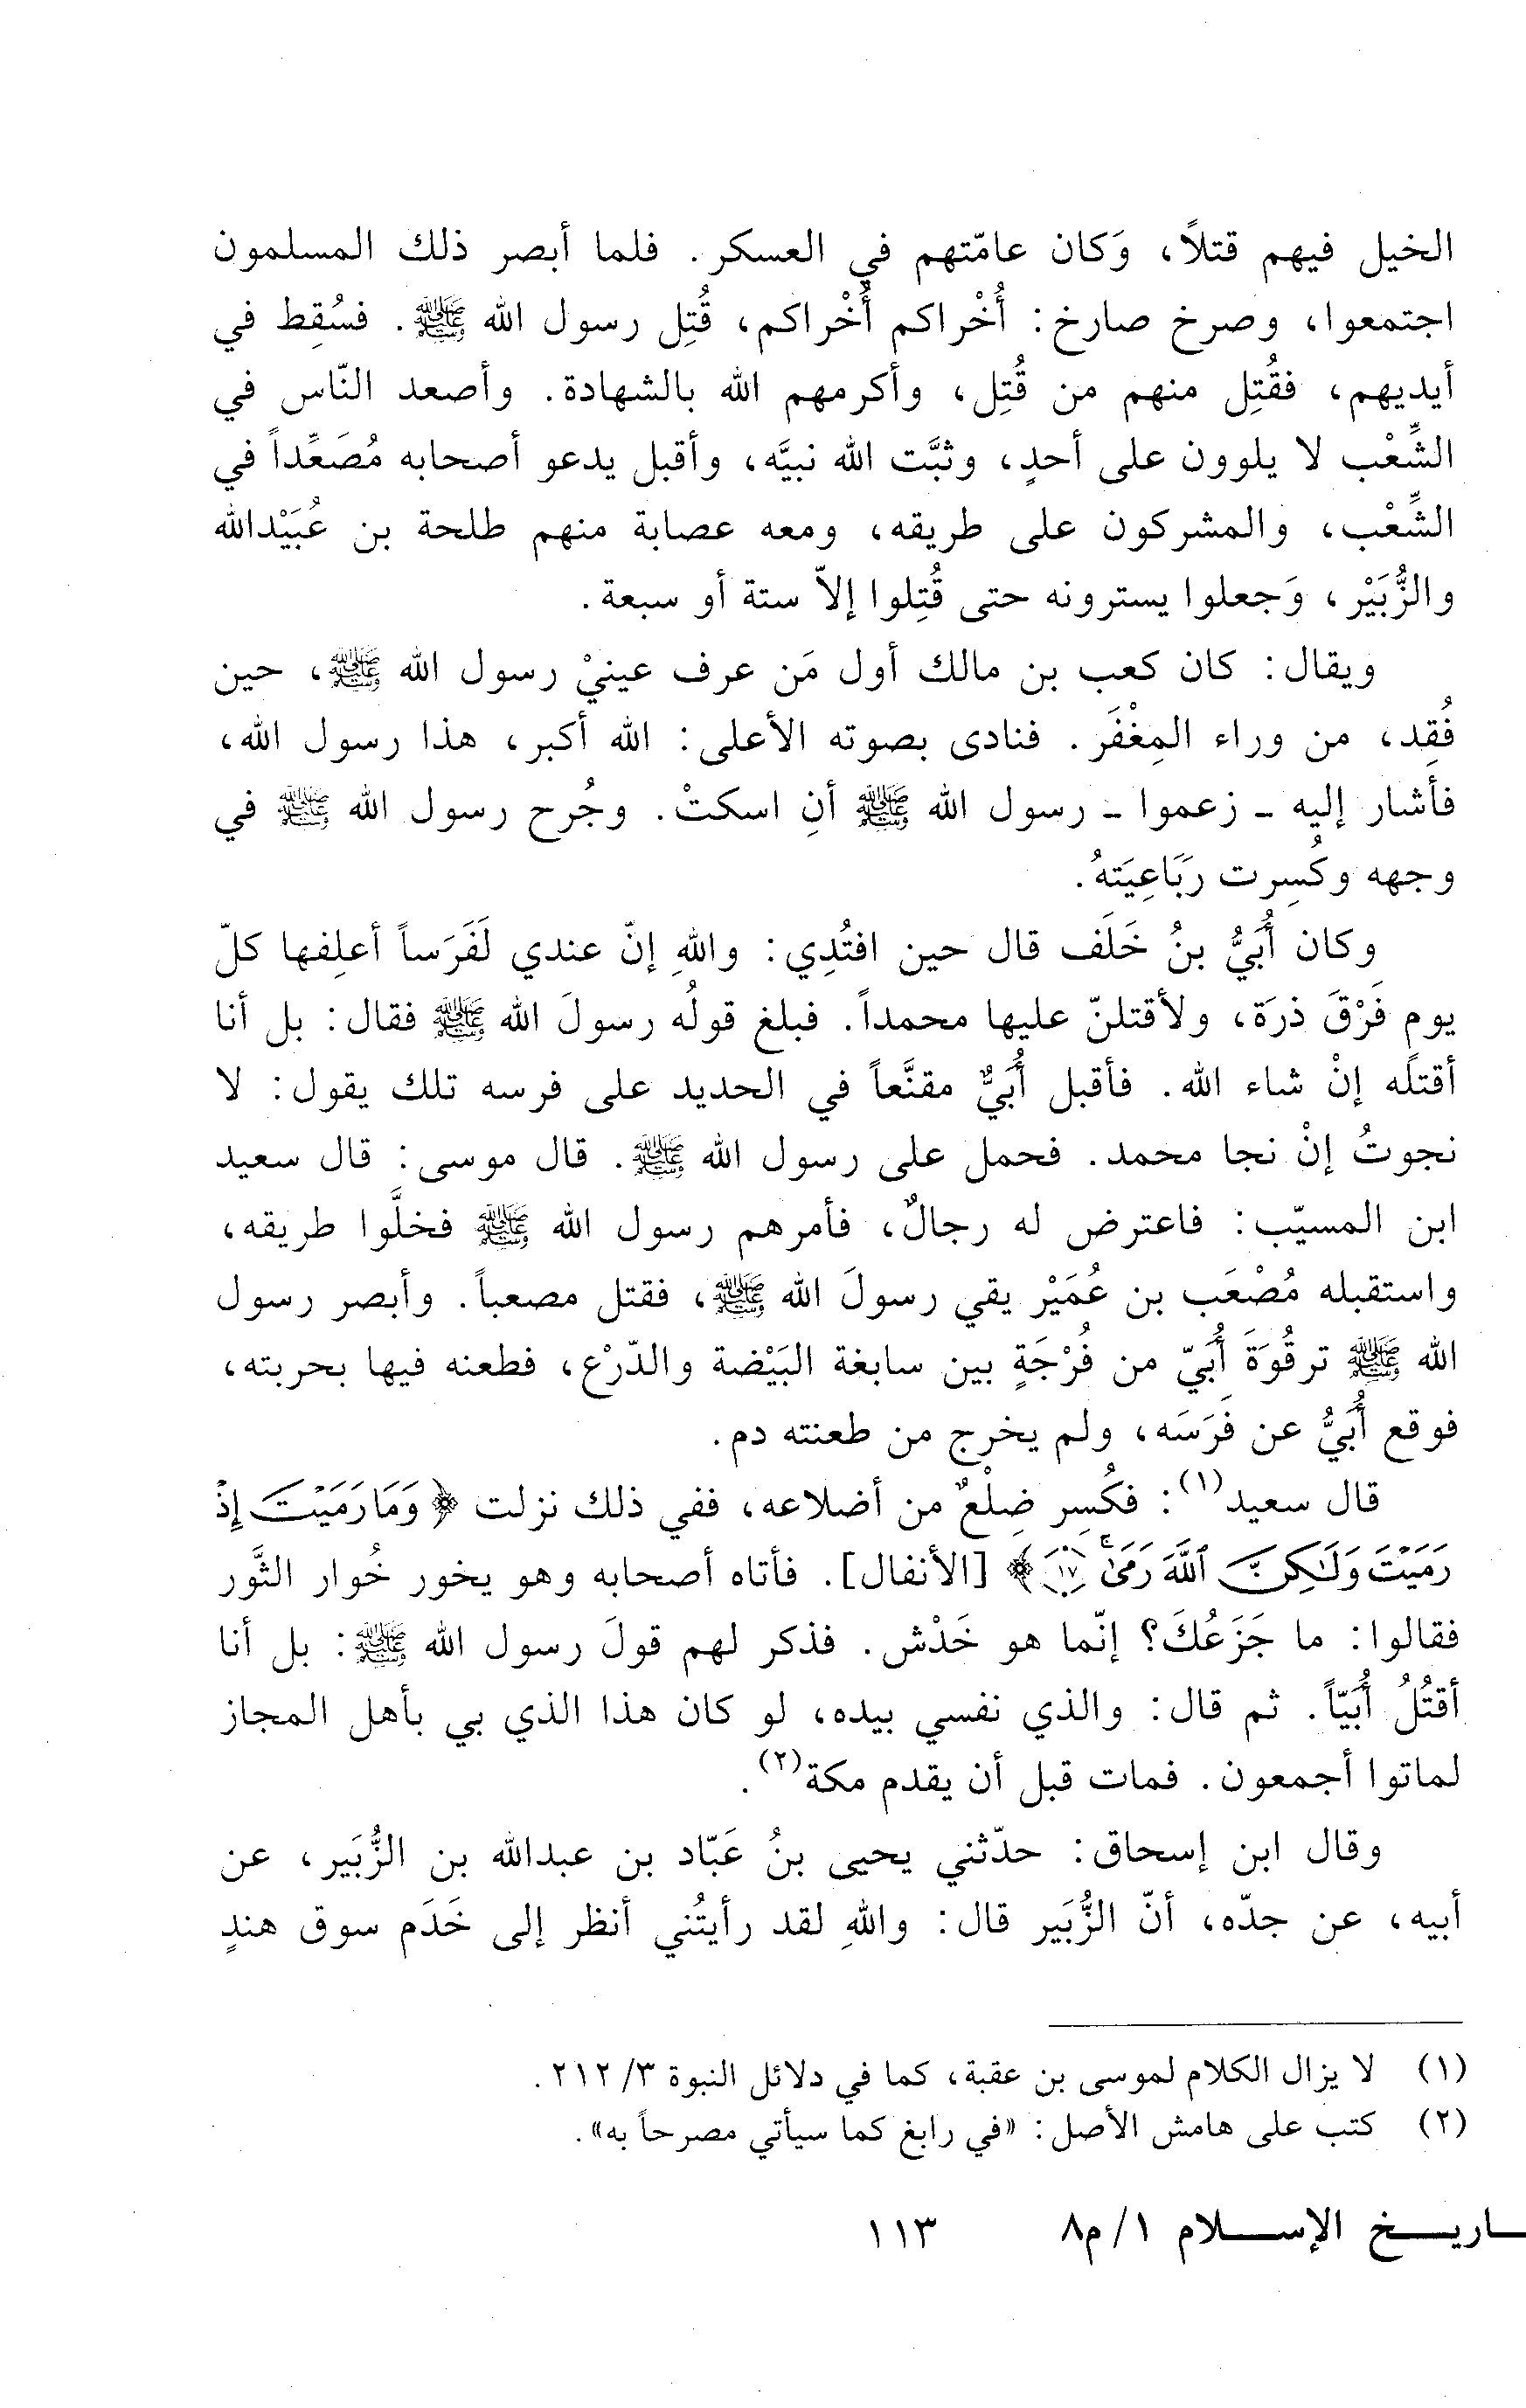 الخيل فيهم قتلاً، وَكان عامّتهم في العسكر. فلما أبصر ذلك المسلمون
اجتمعوا، وصرخ صارخ: أُخْراكم أُخْراكم، قُتِل رسول الله ﷺ. فسُقِط في
أيديهم، فقُتِل منهم من قُتِل، وأكرمهم الله بالشهادة. وأصعد النّاس في
الشِّعْب لا يلوون على أحدٍ، وثبَّت الله نبيَّه، وأقبل يدعو أصحابه مُصَعِّداً في
الشِّعْب، والمشركون على طريقه، ومعه عصابة منهم طلحة بن عُبَيْدالله
والزُّبَيْر، وَجعلوا يسترونه حتى قُتِلوا إلاّ ستة أو سبعة.
ويقال: كان كعب بن مالك أول مَن عرف عينيْ رسول الله ﷺ، حين
فُقِد، من وراء المِغْفَر. فنادى بصوته الأعلى: الله أكبر، هذا رسول الله،
فأشار إليه ـ زعموا ـ رسول الله ﷺ أنِ اسكتْ. وجُرح رسول الله ﷺ في
وجهه وكُسِرت رَبَاعِيَتهُ.
وكان أُبَيُّ بنُ خَلَف قال حين افتُدِي: واللهِ إنّ عندي لَفَرَساً أعلِفها كلّ
يوم فَرْقَ ذرَة، ولأقتلنّ عليها محمداً. فبلغ قولُه رسولَ الله ﷺ فقال: بل أنا
أقتلُه إنْ شاء الله. فأقبل أُبَيٌّ مقنَّعاً في الحديد على فرسه تلك يقول: لا
نجوتُ إنْ نجا محمد. فحمل على رسول الله ﷺ. قال موسى: قال سعيد
ابن المسيّب: فاعترض له رجالٌ، فأمرهم رسول الله ﷺ فخلَّوا طريقه،
واستقبله مُصْعَب بن عُمَيْر يقي رسولَ الله ﷺ، فقتل مصعباً. وأبصر رسول
الله ﷺ ترقُوَةَ أُبَيّ من فُرْجَةٍ بين سابغة البَيْضة والدّرْع، فطعنه فيها بحربته،
فوقع أُبَيُّ عن فَرَسَه، ولم يخرج من طعنته دم.
قال سعيد(١): فكُسِر ضِلْعٌ من أضلاعه، ففي ذلك نزلت ﴿وَمَا رَمَيْتَ إِذْ
رَمَيْتَ وَلَٰكِنَّ ٱللَّهَ رَمَىٰ ۚ ١٧﴾ [الأنفال]. فأتاه أصحابه وهو يخور خُوار الثَّور
فقالوا: ما جَزَعُكَ؟ إنّما هو خَدْش. فذكر لهم قولَ رسول الله ﷺ: بل أنا
أقتُلُ أُبَيّاً. ثم قال: والذي نفسي بيده، لو كان هذا الذي بي بأهل المجاز
لماتوا أجمعون. فمات قبل أن يقدم مكة(٢).
وقال ابن إسحاق: حدّثني يحيى بنُ عَبّاد بن عبدالله بن الزُّبَير، عن
أبيه، عن جدّه، أنّ الزُّبَير قال: واللهِ لقد رأيتُني أنظر إلى خَدَم سوق هندٍ
(١) لا يزال الكلام لموسى بن عقبة، كما في دلائل النبوة ٣/ ٢١٢.
(٢) كتب على هامش الأصل: «في رابغ كما سيأتي مصرحاً به».
ـاريـخ الإسـلام ١/ م٨ ١١٣